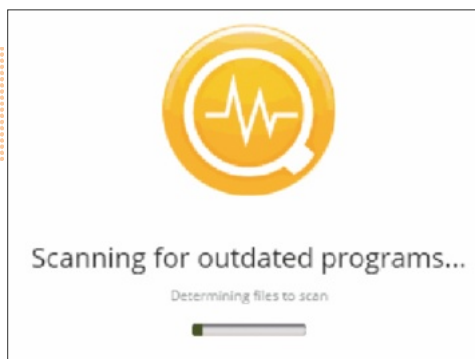 Scanning for outdated programs...
Determining files to scan